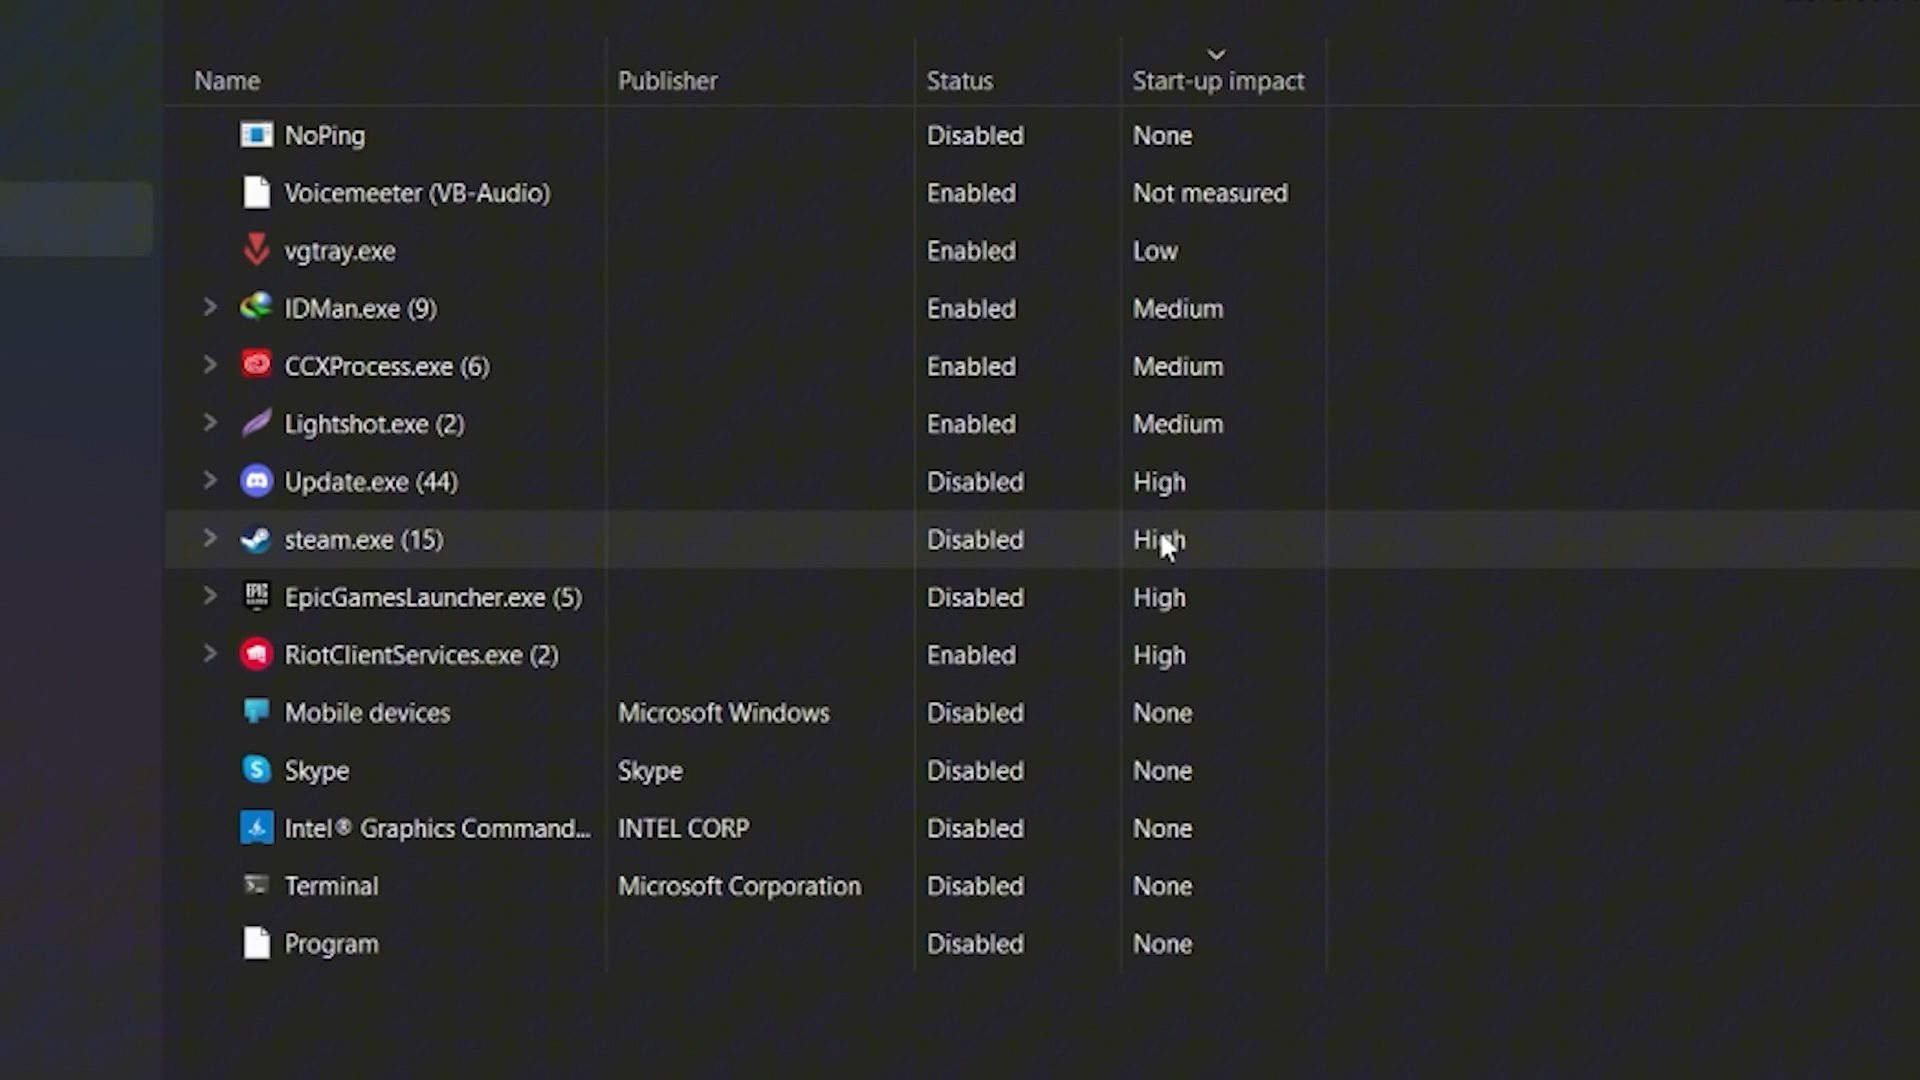 Name Publisher Status Start-up impact
NoPing Disabled None
Voicemeeter (VB-Audio) Enabled Not measured
vgtray.exe Enabled Low
IDMan.exe (9) Enabled Medium
CCXProcess.exe (6) Enabled Medium
Lightshot.exe (2) Enabled Medium
Update.exe (44) Disabled High
steam.exe (15) Disabled High
EpicGamesLauncher.exe (5) Disabled High
RiotClientServices.exe (2) Enabled High
Mobile devices Microsoft Windows Disabled None
Skype Skype Disabled None
Intel® Graphics Command... INTEL CORP Disabled None
Terminal Microsoft Corporation Disabled None
Program Disabled None